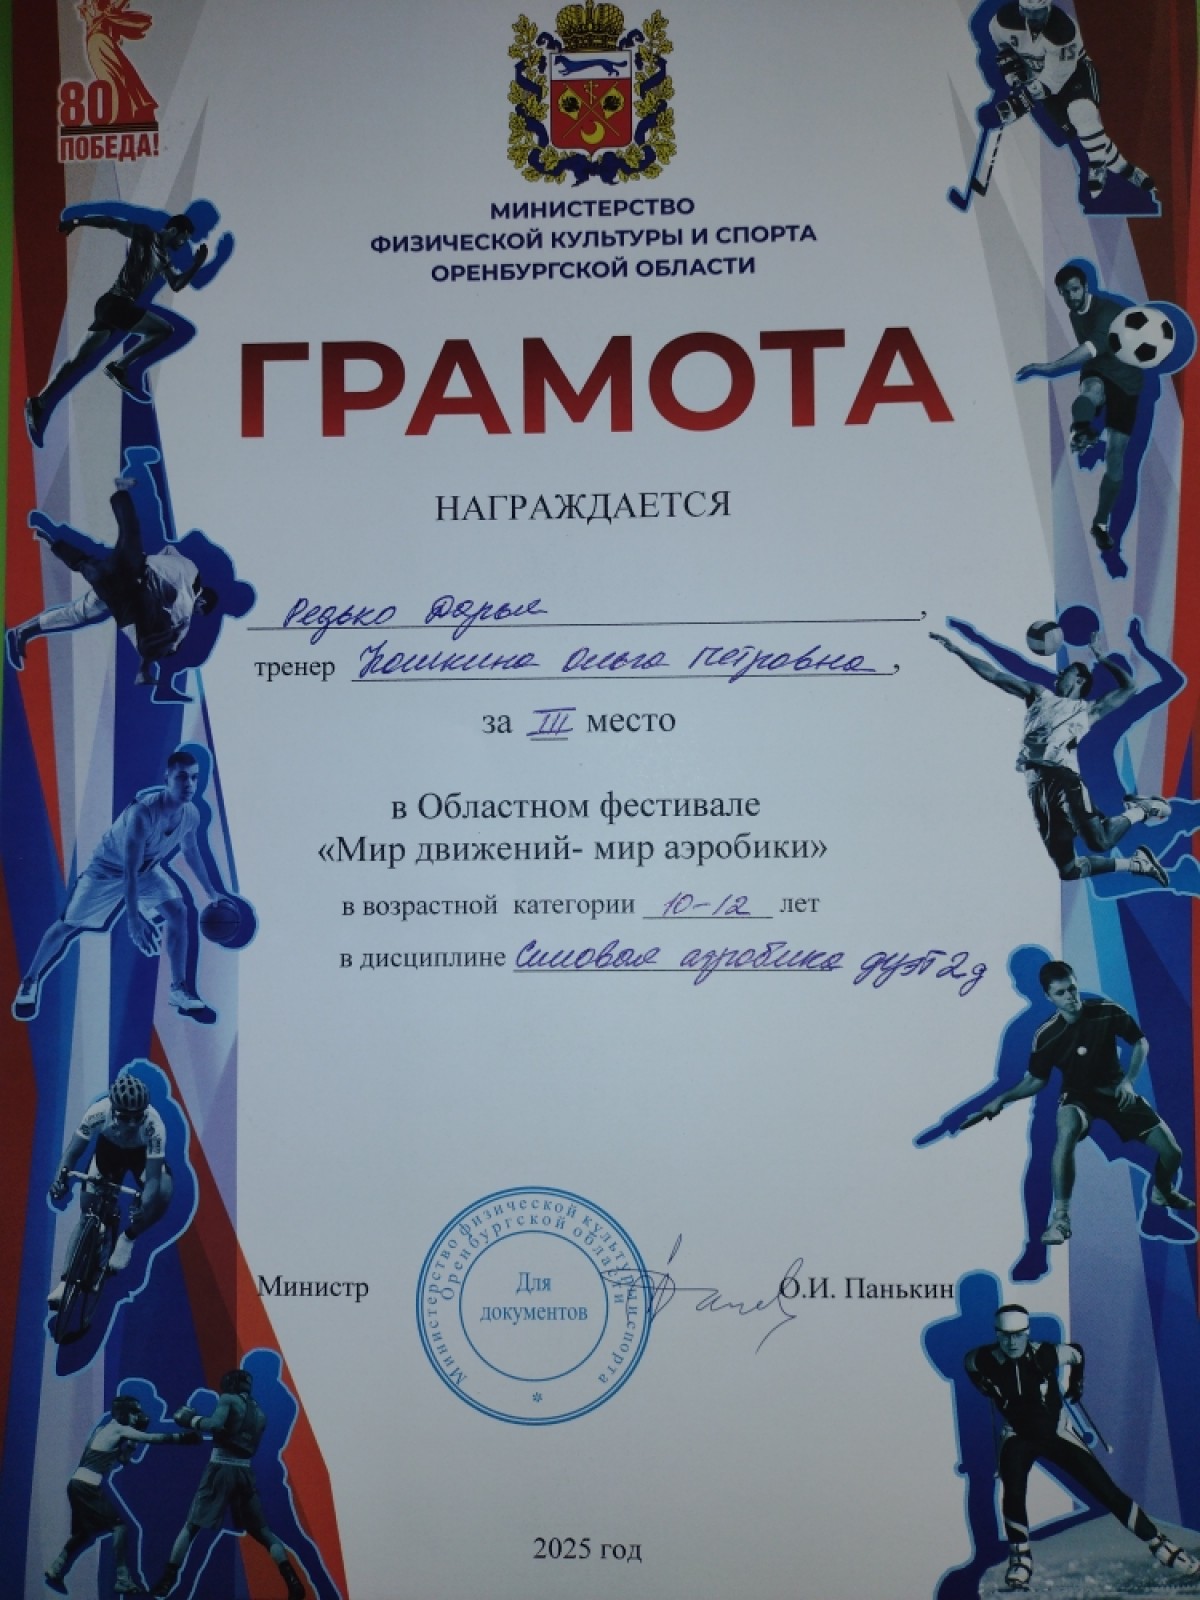 80
ПОБЕДА!
МИНИСТЕРСТВО
ФИЗИЧЕСКОЙ КУЛЬТУРЫ И СПОРТА
ОРЕНБУРГСКОЙ ОБЛАСТИ
ГРАМОТА
НАГРАЖДАЕТСЯ
Редько Дарья,
тренер Кошкина Ольга Петровна,
за III место
в Областном фестивале
«Мир движений- мир аэробики»
в возрастной категории 10-12 лет
в дисциплине Силовая аэробика дуэт 2д
Министр
О.И. Панькин
Министерство физической культуры и спорта
Оренбургской области
Для
документов
2025 год